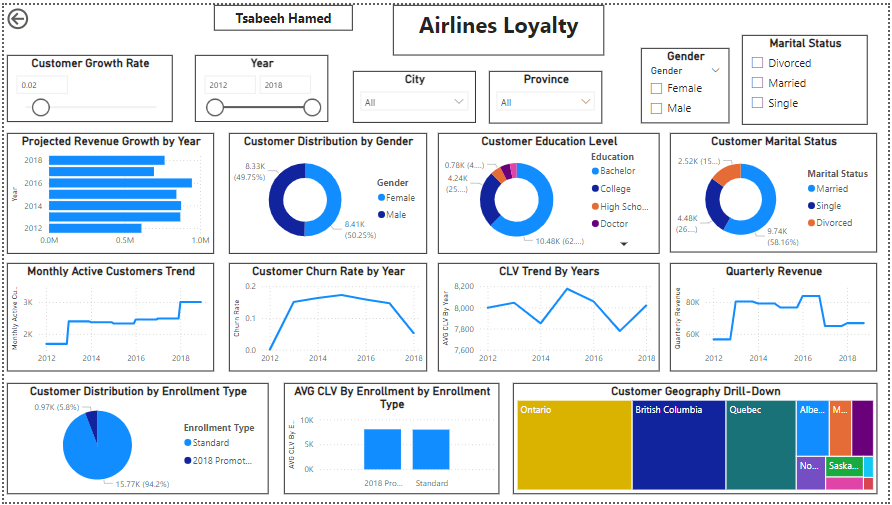 Tsabeeh Hamed
Airlines Loyalty
Customer Growth Rate
0.02
Year
2012
2018
City
All
Province
All
Gender
Gender
Female
Male
Marital Status
Divorced
Married
Single
Projected Revenue Growth by Year
Year
2018
2016
2014
2012
0.0M
0.5M
1.0M
Customer Distribution by Gender
8.33K
(49.75%)
8.41K
(50.25%)
Gender
Female
Male
Customer Education Level
0.78K (4....)
4.24K
(25....)
10.48K (62....)
Education
Bachelor
College
High Scho...
Doctor
Customer Marital Status
2.52K (15...)
4.48K
(26....)
9.74K
(58.16%)
Marital Status
Married
Single
Divorced
Monthly Active Customers Trend
Monthly Active Cu...
3K
2K
2012
2014
2016
2018
Customer Churn Rate by Year
Churn Rate
0.2
0.1
0.0
2012
2014
2016
2018
CLV Trend By Years
AVG CLV By Year
8,200
8,000
7,800
7,600
2012
2014
2016
2018
Quarterly Revenue
Quarterly Revenue
80K
60K
2012
2014
2016
2018
Customer Distribution by Enrollment Type
0.97K (5.8%)
15.77K (94.2%)
Enrollment Type
Standard
2018 Promot...
AVG CLV By Enrollment by Enrollment
Type
AVG CLV By E...
10K
5K
0K
2018 Pro...
Standard
Customer Geography Drill-Down
Ontario
British Columbia
Quebec
Albe...
M...
No...
Saska...